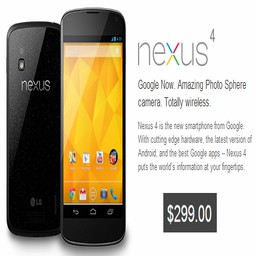 nexus 4
Google Now. Amazing Photo Sphere
camera. Totally wireless.
Nexus 4 is the new smartphone from Google.
With cutting edge hardware, the latest version of
Android, and the best Google apps – Nexus 4
puts the world's information at your fingertips.
$299.00
nexus
LG
Google